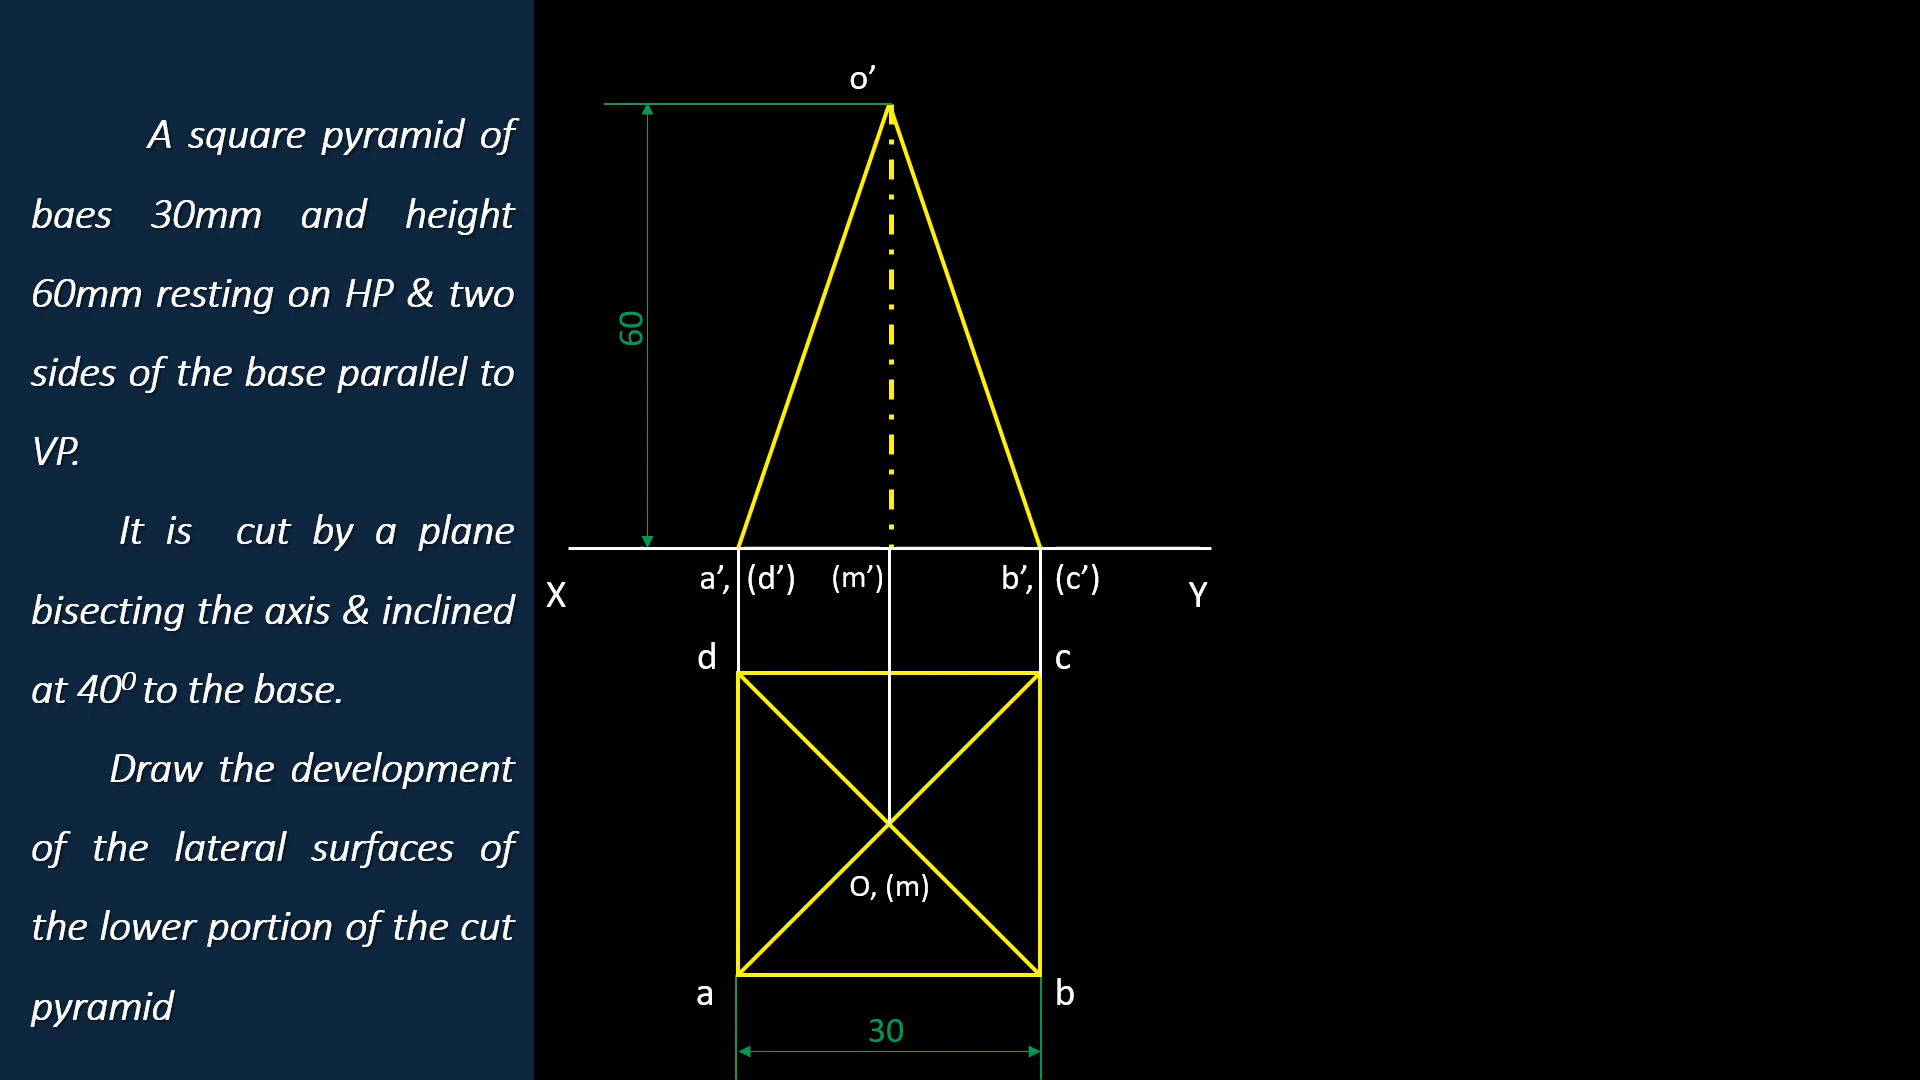 A square pyramid of
baes 30mm and height
60mm resting on HP & two
sides of the base parallel to
VP.
It is cut by a plane
bisecting the axis & inclined
at 40⁰ to the base.
Draw the development
of the lateral surfaces of
the lower portion of the cut
pyramid
o’
60
a’, (d’) (m’) b’, (c’)
X Y
d c
O, (m)
a b
30